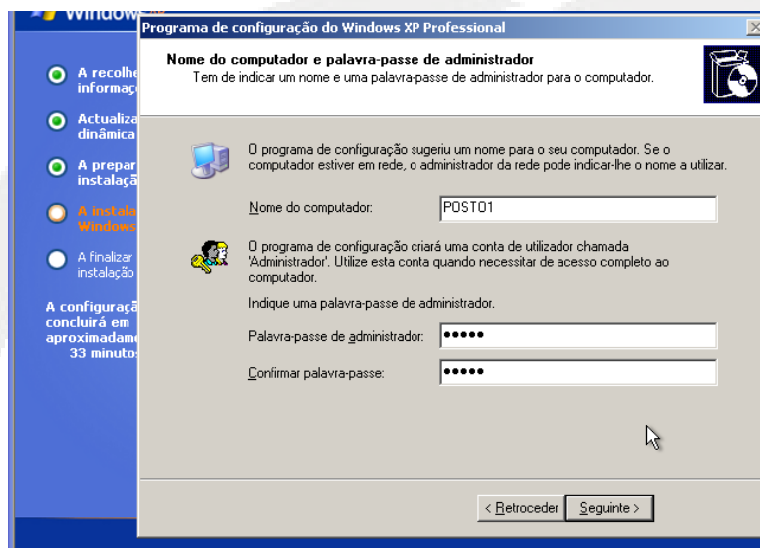 Windows xp
Programa de configuração do Windows XP Professional
Nome do computador e palavra-passe de administrador
Tem de indicar um nome e uma palavra-passe de administrador para o computador.
A recolhe
informaç
Actualiza
dinâmica
A prepar
instalaçã
A instala
Windows
A finalizar
instalação
A configuraçã
concluirá em
aproximadame
33 minutos
O programa de configuração sugeriu um nome para o seu computador. Se o
computador estiver em rede, o administrador da rede pode indicar-lhe o nome a utilizar.
Nome do computador:
POSTO1
O programa de configuração criará uma conta de utilizador chamada
'Administrador'. Utilize esta conta quando necessitar de acesso completo ao
computador.
Indique uma palavra-passe de administrador.
Palavra-passe de administrador:
•••••
Confirmar palavra-passe:
•••••
< Retroceder
Seguinte >